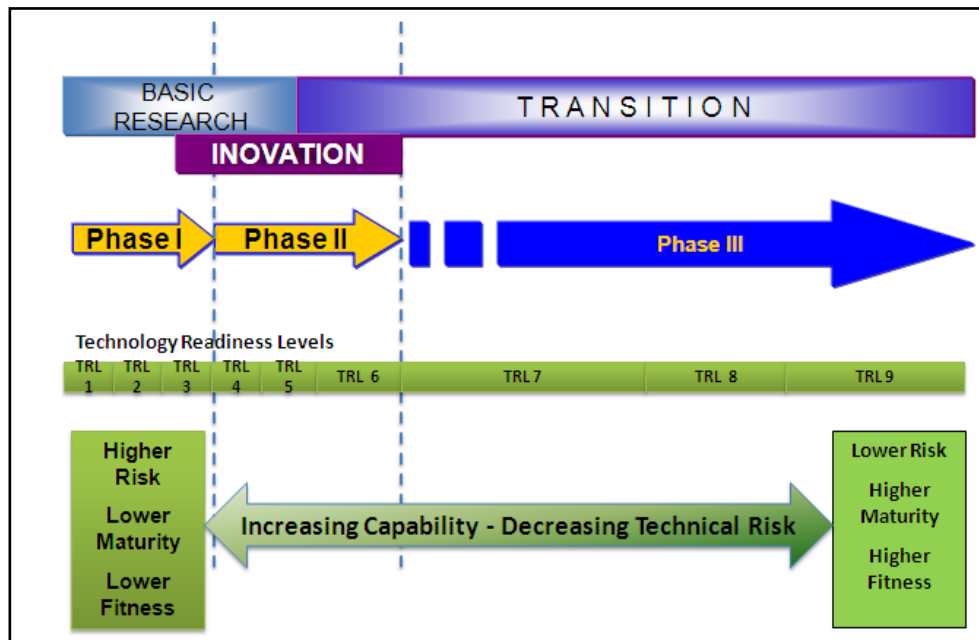 BASIC
RESEARCH
TRANSITION
INOVATION
Phase I
Phase II
Phase III
Technology Readiness Levels
TRL
1
TRL
2
TRL
3
TRL
4
TRL
5
TRL 6
TRL 7
TRL 8
TRL 9
Higher
Risk
Lower
Maturity
Lower
Fitness
Increasing Capability - Decreasing Technical Risk
Lower Risk
Higher
Maturity
Higher
Fitness